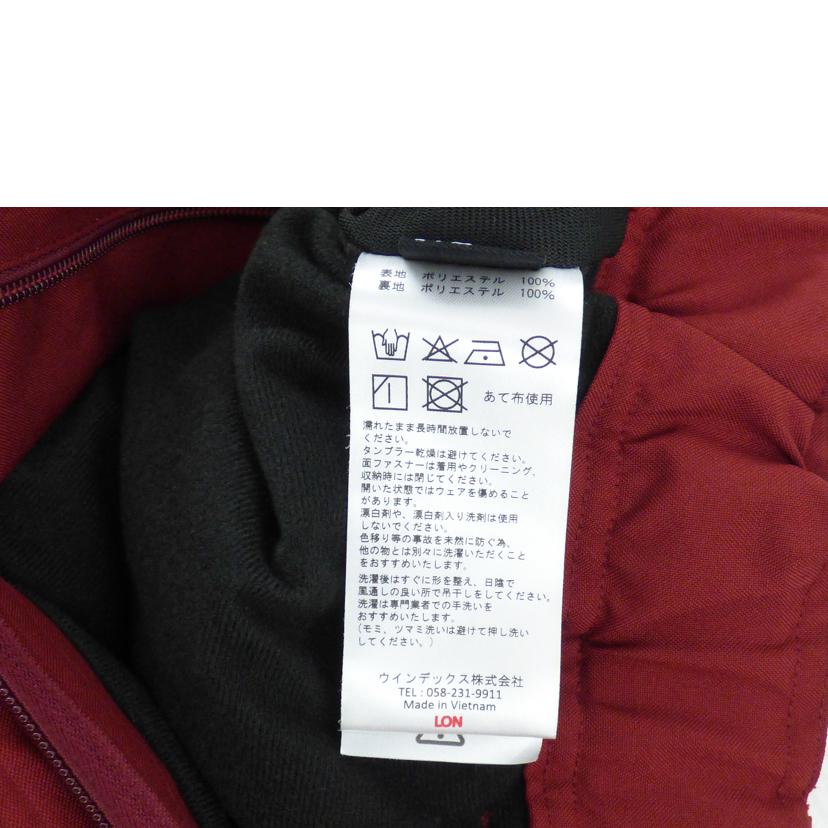 表地 ポリエステル 100%
裏地 ポリエステル 100%
あて布使用
濡れたまま長時間放置しないで
ください。
タンブラー乾燥は避けてください。
面ファスナーは着用やクリーニング、
収納時には閉じてください。
開いた状態ではウェアを傷めること
があります。
漂白剤や、漂白剤入り洗剤は使用
しないでください。
色移り等の事故を未然に防ぐ為、
他の物とは別々に洗濯いただくこと
をおすすめいたします。
洗濯後はすぐに形を整え、日陰で
風通しの良い所で吊干しをしてください。
洗濯は専門業者での手洗いを
おすすめいたします。
(モミ、ツマミ洗いは避けて押し洗い
してください、)
ウインデックス株式会社
TEL : 058-231-9911
Made in Vietnam
LON